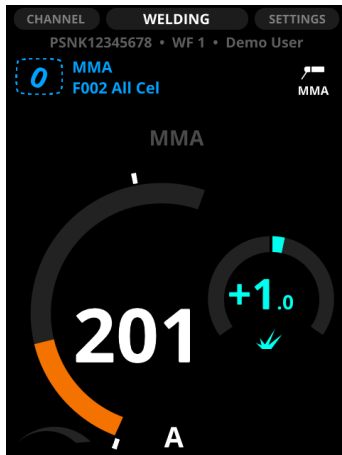 CHANNEL WELDING SETTINGS
PSNK12345678 • WF 1 • Demo User
0 MMA
F002 All Cel
MMA
MMA
+1.0
201
A